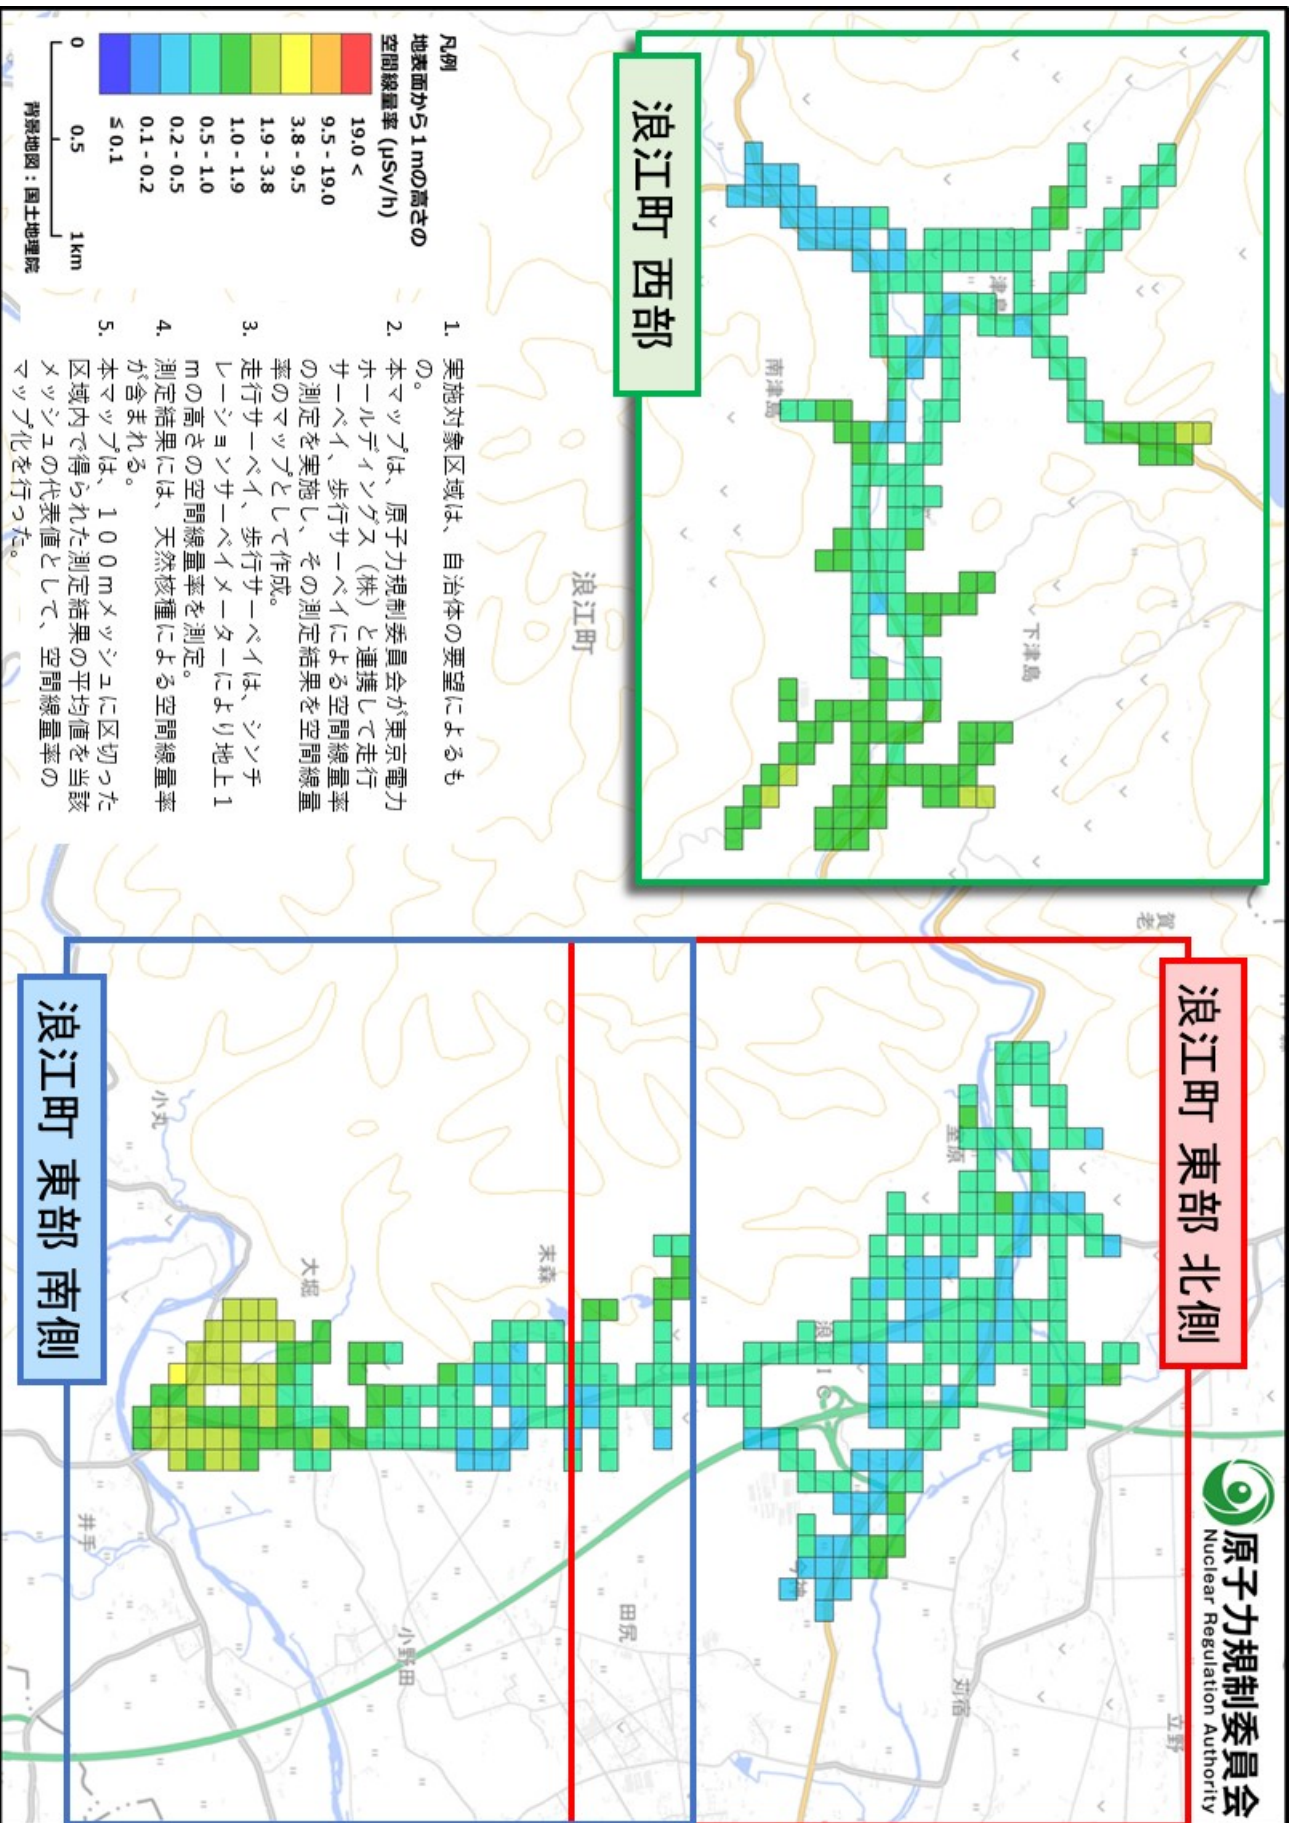 原子力規制委員会
Nuclear Regulation Authority
浪江町 西部
浪江町 東部 北側
浪江町 東部 南側
凡例
地表面から１mの高さの
空間線量率 (μSv/h)
19.0 <
9.5 - 19.0
3.8 - 9.5
1.9 - 3.8
1.0 - 1.9
0.5 - 1.0
0.2 - 0.5
0.1 - 0.2
≤ 0.1
0 0.5 1km
背景地図：国土地理院
1. 実施対象区域は、自治体の要望によるも
の。
2. 本マップは、原子力規制委員会が東京電力
ホールディングス（株）と連携して走行
サーベイ、歩行サーベイによる空間線量率
の測定を実施し、その測定結果を空間線量
率のマップとして作成。
3. 走行サーベイ、歩行サーベイは、シンチ
レーションサーベイメーターにより地上１
ｍの高さの空間線量率を測定。
4. 測定結果には、天然核種による空間線量率
が含まれる。
5. 本マップは、１００ｍメッシュに区切った
区域内で得られた測定結果の平均値を当該
メッシュの代表値として、空間線量率の
マップ化を行った。
津島
南津島
下津島
浪江町
賀老
室原
末森
大堀
小丸
井手
小野田
田尻
苅宿
立野